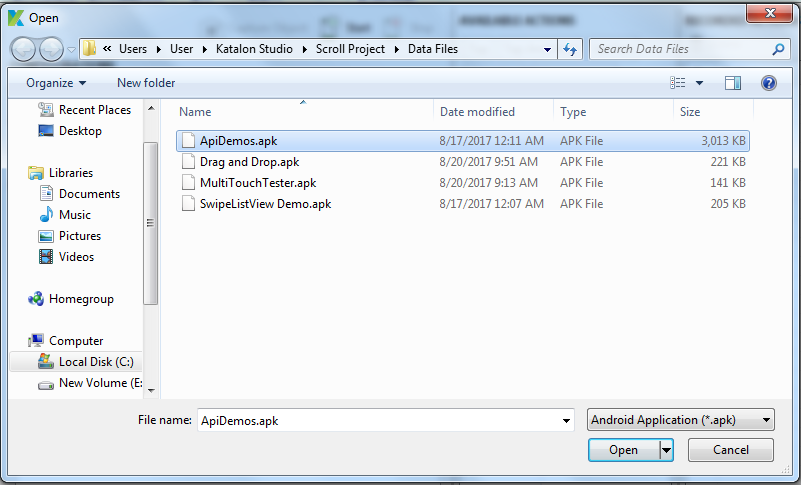 Open
AVAILABLE ACTIONS
Start
« Users User Katalon Studio Scroll Project Data Files Search Data Files
Organize New folder
Name Date modified Type Size
Recent Places
Desktop
Libraries
Documents
Music
Pictures
Videos
Homegroup
Computer
Local Disk (C:)
New Volume (E:
ApiDemos.apk 8/17/2017 12:11 AM APK File 3,013 KB
Drag and Drop.apk 8/20/2017 9:51 AM APK File 221 KB
MultiTouchTester.apk 8/20/2017 9:13 AM APK File 141 KB
SwipeListView Demo.apk 8/17/2017 12:07 AM APK File 205 KB
File name: ApiDemos.apk Android Application (*.apk)
Open Cancel